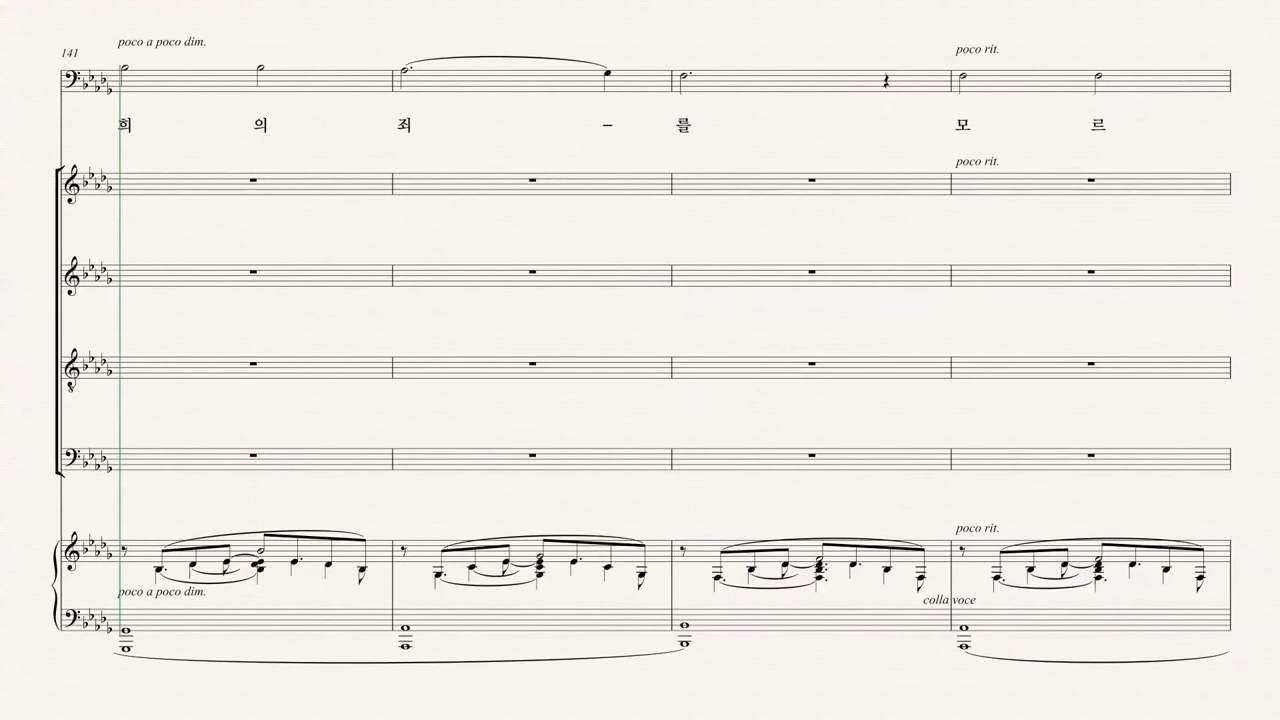 poco a poco dim.
141
poco rit.
희 의 죄 – 를 모 르
poco rit.
poco rit.
poco a poco dim.
colla voce